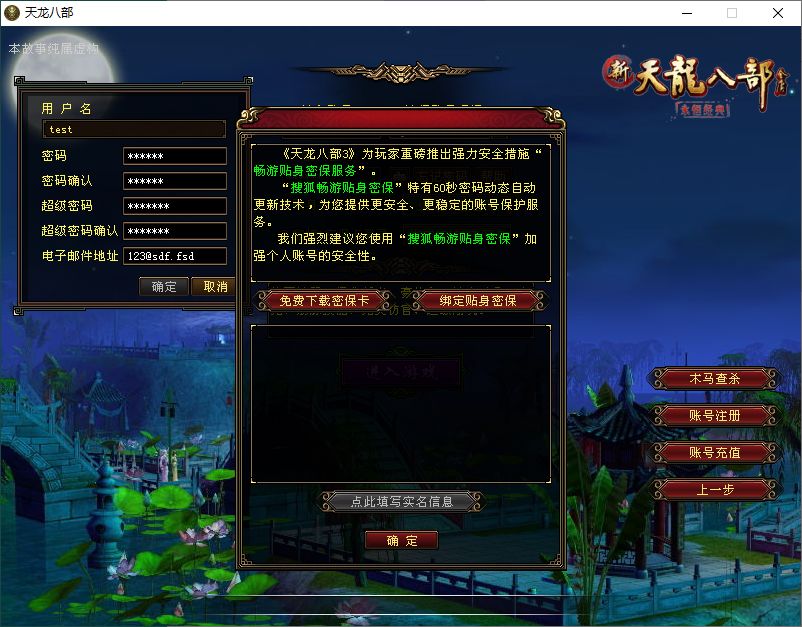 天龙八部
本故事纯属虚构
新天龍八部
永恒经典
用 户 名
test
密码
******
密码确认
******
超级密码
*******
超级密码确认
*******
电子邮件地址
123@sdf.fsd
确定
取消
《天龙八部3》为玩家重磅推出强力安全措施“
畅游贴身密保服务”。
“搜狐畅游贴身密保”特有60秒密码动态自动
更新技术，为您提供更安全、更稳定的账号保护服
务。
我们强烈建议您使用“搜狐畅游贴身密保”加
强个人账号的安全性。
免费下载密保卡
绑定贴身密保
进入游戏
点此填写实名信息
确 定
木马查杀
账号注册
账号充值
上一步